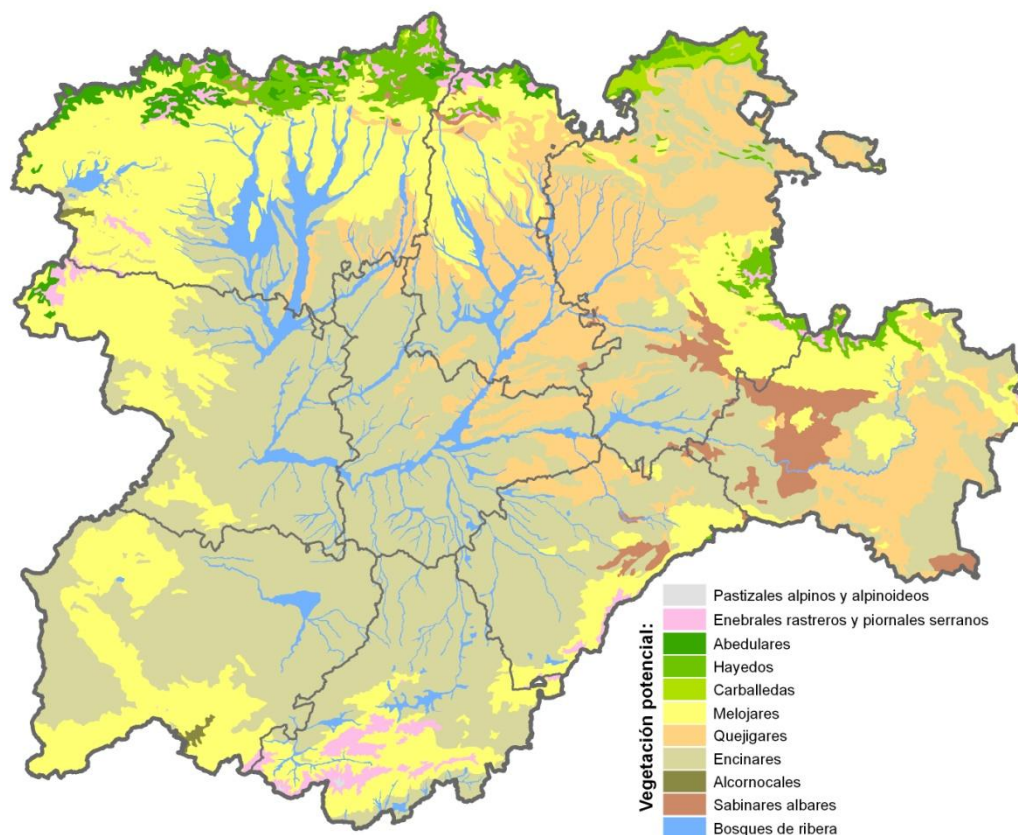 Vegetación potencial:
Pastizales alpinos y alpinoideos
Enebrales rastreros y piornales serranos
Abedulares
Hayedos
Carballedas
Melojares
Quejigares
Encinares
Alcornocales
Sabinares albares
Bosques de ribera